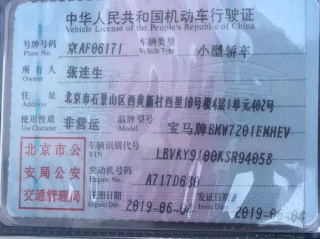 中华人民共和国机动车行驶证
Vehicle License of the People's Republic of China
号牌号码 京AF06171 车辆类型 小型轿车
Plate No. Vehicle Type
所有人 张连生
Owner
住址 北京市石景山区西黄新村西里10号楼4层1单元402号
Address
使用性质 非营运 品牌型号 宝马牌BMW7201EMHEV
Use Character Model
北京市公安局公安交通管理局
车辆识别代号 LBVKY9100KSR94058
VIN
发动机号码 A717D630
Engine No.
注册日期 2019-06-04 发证日期 2019-06-04
Register Date Issue Date